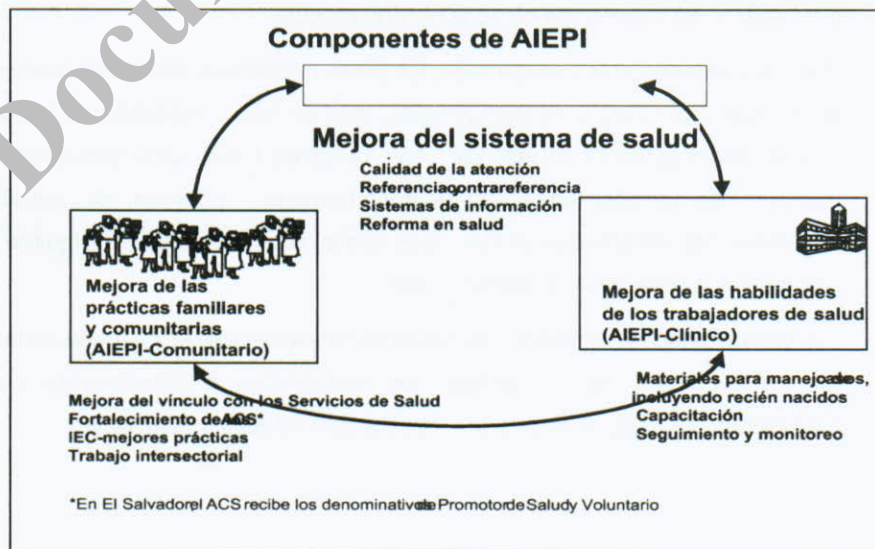 Docu
Componentes de AIEPI
Mejora del sistema de salud
Calidad de la atención
Referenciaycontrareferencia
Sistemas de información
Reforma en salud
Mejora de las
prácticas familiares
y comunitarias
(AIEPI-Comunitario)
Mejora de las habilidades
de los trabajadores de salud
(AIEPI-Clínico)
Mejora del vínculo con los Servicios de Salud
Fortalecimiento de ACS*
IEC-mejores prácticas
Trabajo intersectorial
Materiales para manejo de casos,
incluyendo recién nacidos
Capacitación
Seguimiento y monitoreo
*En El Salvador el ACS recibe los denominativos de Promotor de Salud y Voluntario